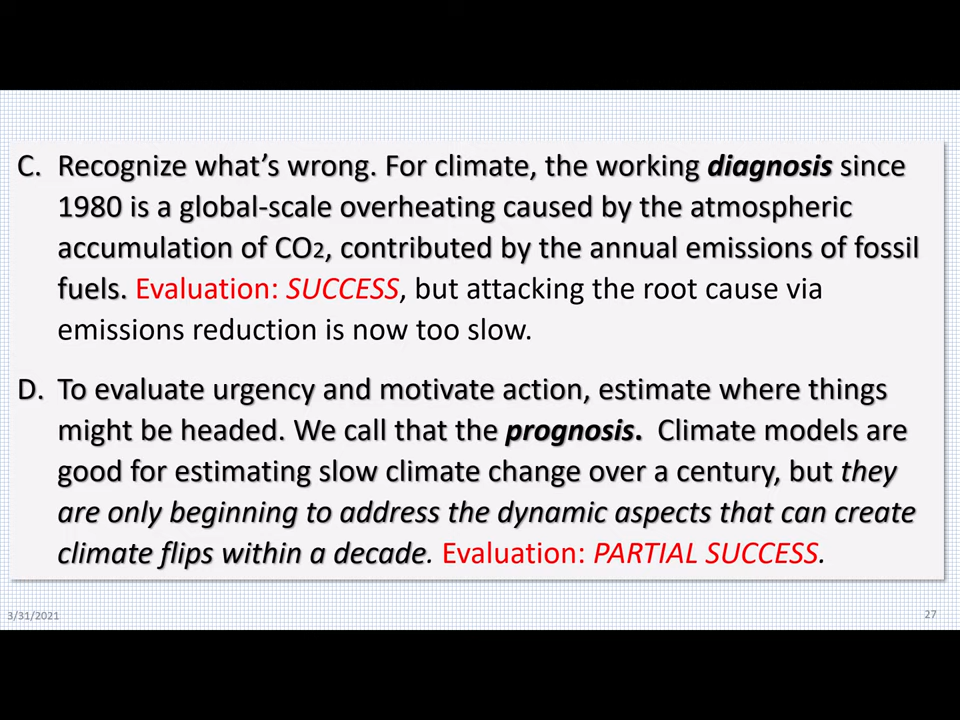 C. Recognize what’s wrong. For climate, the working diagnosis since
1980 is a global-scale overheating caused by the atmospheric
accumulation of CO2, contributed by the annual emissions of fossil
fuels. Evaluation: SUCCESS, but attacking the root cause via
emissions reduction is now too slow.
D. To evaluate urgency and motivate action, estimate where things
might be headed. We call that the prognosis. Climate models are
good for estimating slow climate change over a century, but they
are only beginning to address the dynamic aspects that can create
climate flips within a decade. Evaluation: PARTIAL SUCCESS.
3/31/2021
27